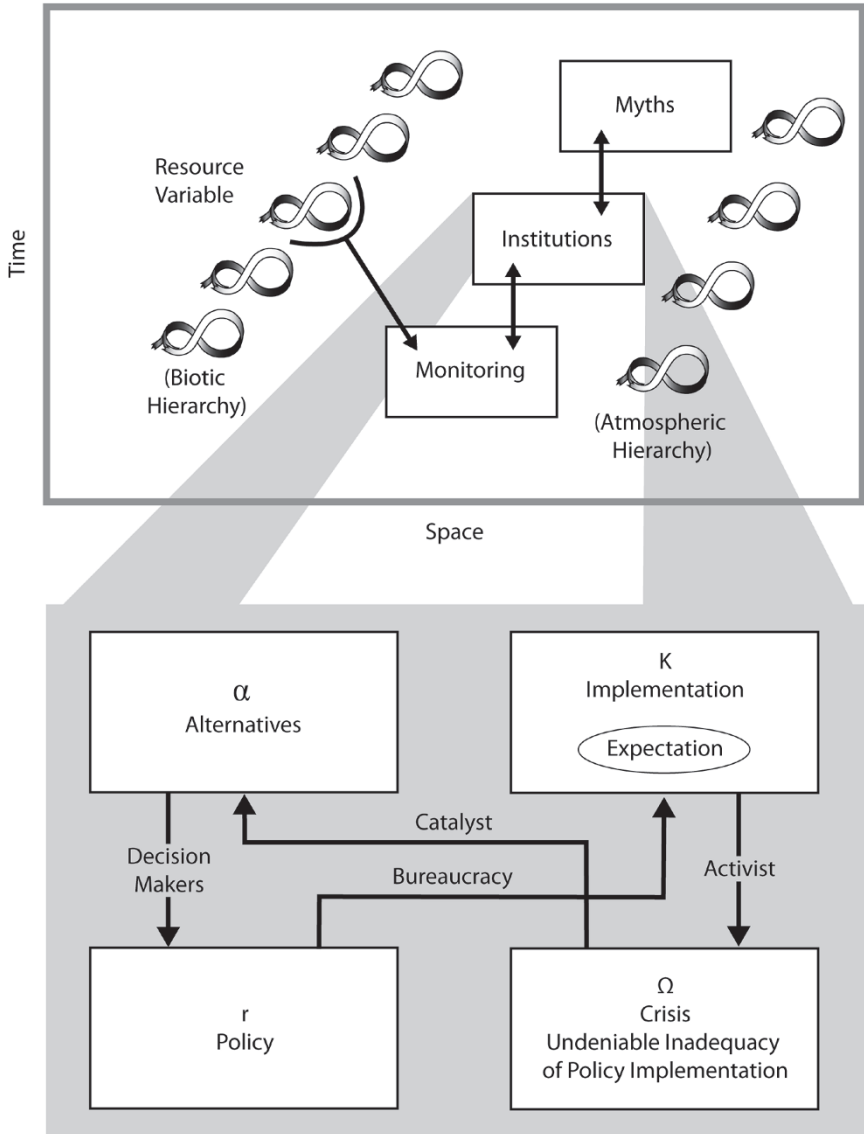 Myths
Resource
Variable
Time
Institutions
Monitoring
(Biotic
Hierarchy)
(Atmospheric
Hierarchy)
Space
α
Alternatives
K
Implementation
Expectation
Catalyst
Decision
Makers
Bureaucracy
Activist
r
Policy
Ω
Crisis
Undeniable Inadequacy
of Policy Implementation